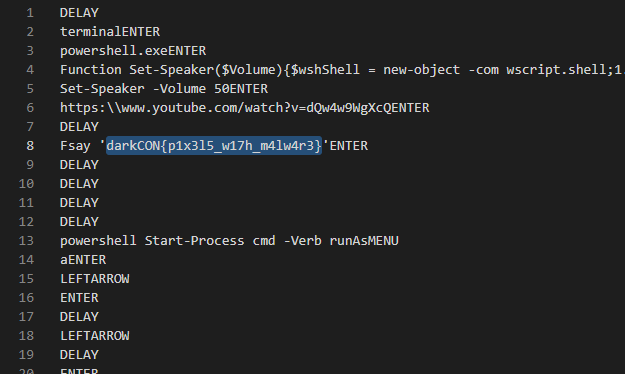 1 DELAY
2 terminalENTER
3 powershell.exeENTER
4 Function Set-Speaker($Volume){$wshShell = new-object -com wscript.shell;1.
5 Set-Speaker -Volume 50ENTER
6 https:\\www.youtube.com/watch?v=dQw4w9WgXcQENTER
7 DELAY
8 Fsay 'darkCON{p1x3l5_w17h_m4lw4r3}'ENTER
9 DELAY
10 DELAY
11 DELAY
12 DELAY
13 powershell Start-Process cmd -Verb runAsMENU
14 aENTER
15 LEFTARROW
16 ENTER
17 DELAY
18 LEFTARROW
19 DELAY
20 ENTER